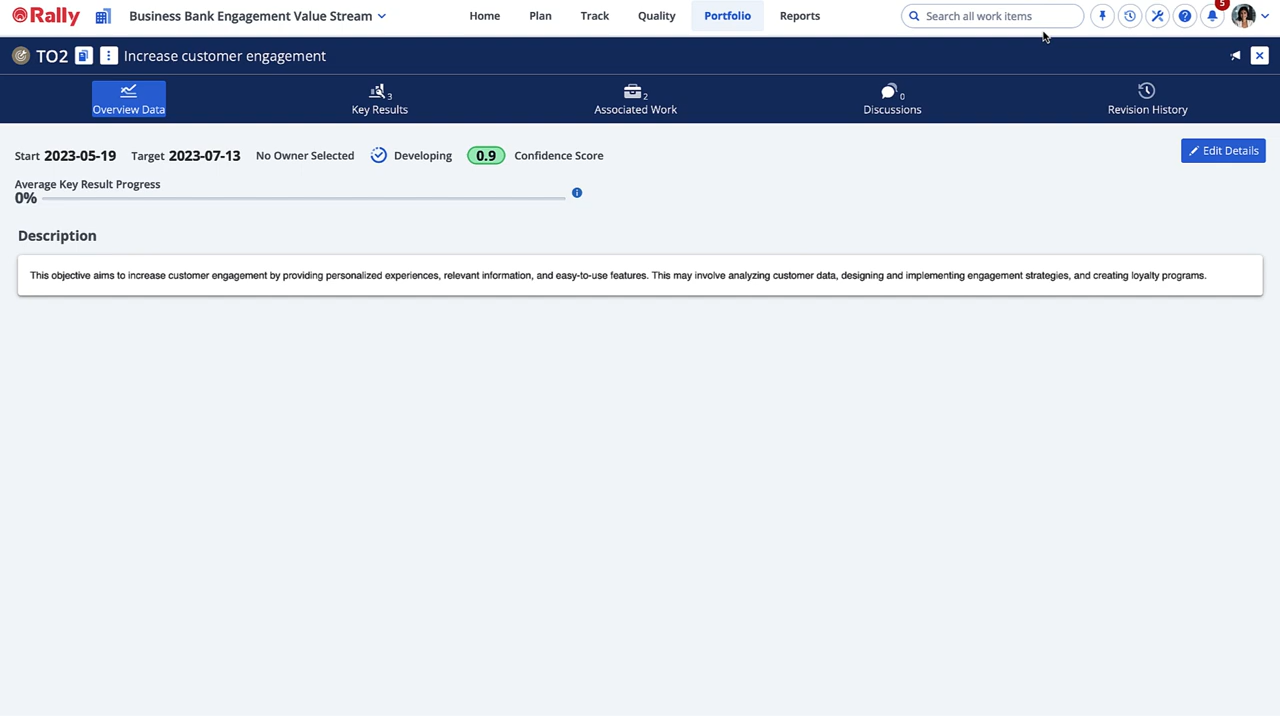 Rally Business Bank Engagement Value Stream Home Plan Track Quality Portfolio Reports Search all work items 5
TO2 Increase customer engagement
Overview Data Key Results 3 Associated Work 2 Discussions 0 Revision History
Start 2023-05-19 Target 2023-07-13 No Owner Selected Developing 0.9 Confidence Score Edit Details
Average Key Result Progress
0%
Description
This objective aims to increase customer engagement by providing personalized experiences, relevant information, and easy-to-use features. This may involve analyzing customer data, designing and implementing engagement strategies, and creating loyalty programs.